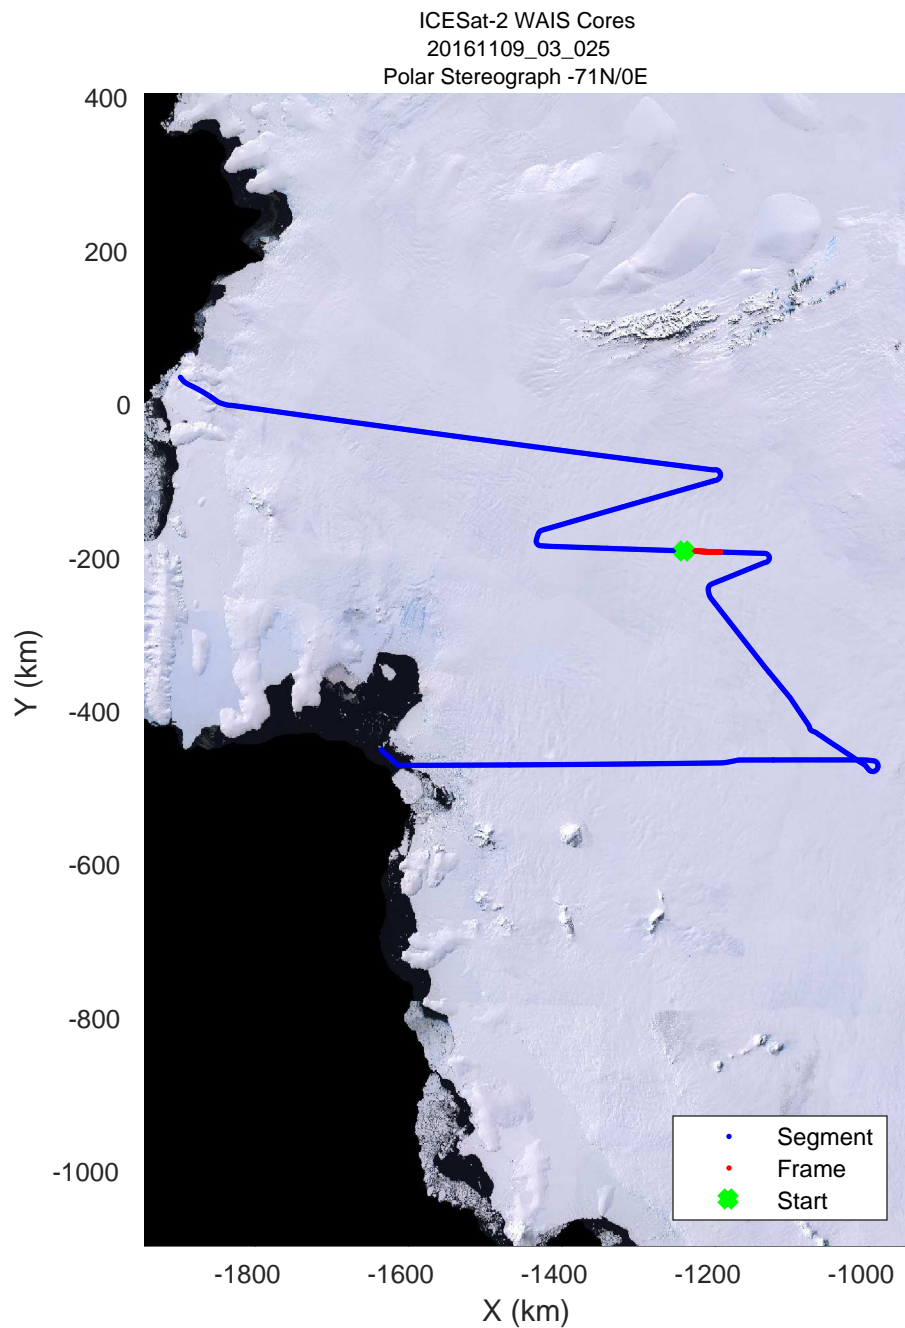 ICESat-2 WAIS Cores
20161109_03_025
Polar Stereograph -71N/0E
400
200
0
-200
-400
-600
-800
-1000
Y (km)
-1800
-1600
-1400
-1200
-1000
X (km)
Segment
Frame
Start